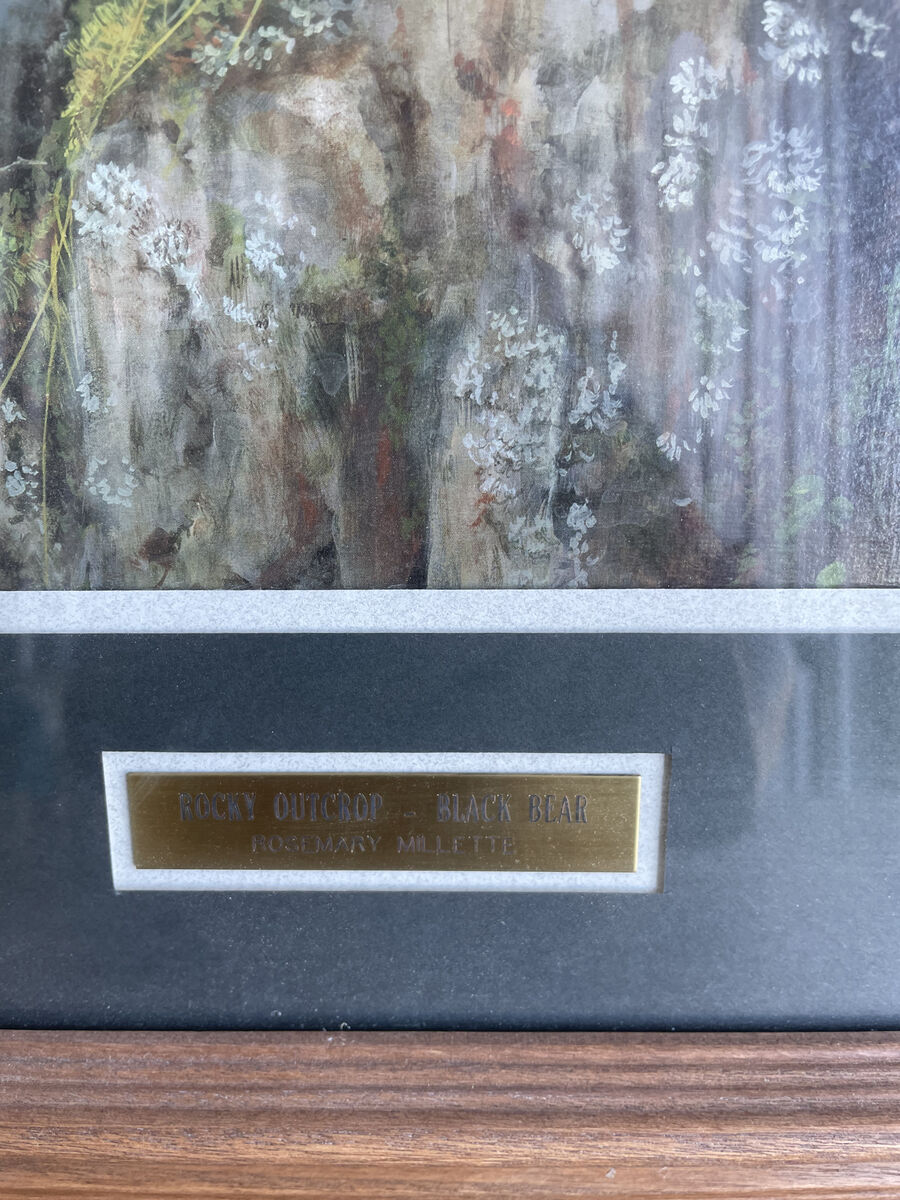 ROCKY OUTCROP - BLACK BEAR
ROSEMARY MILLETTE